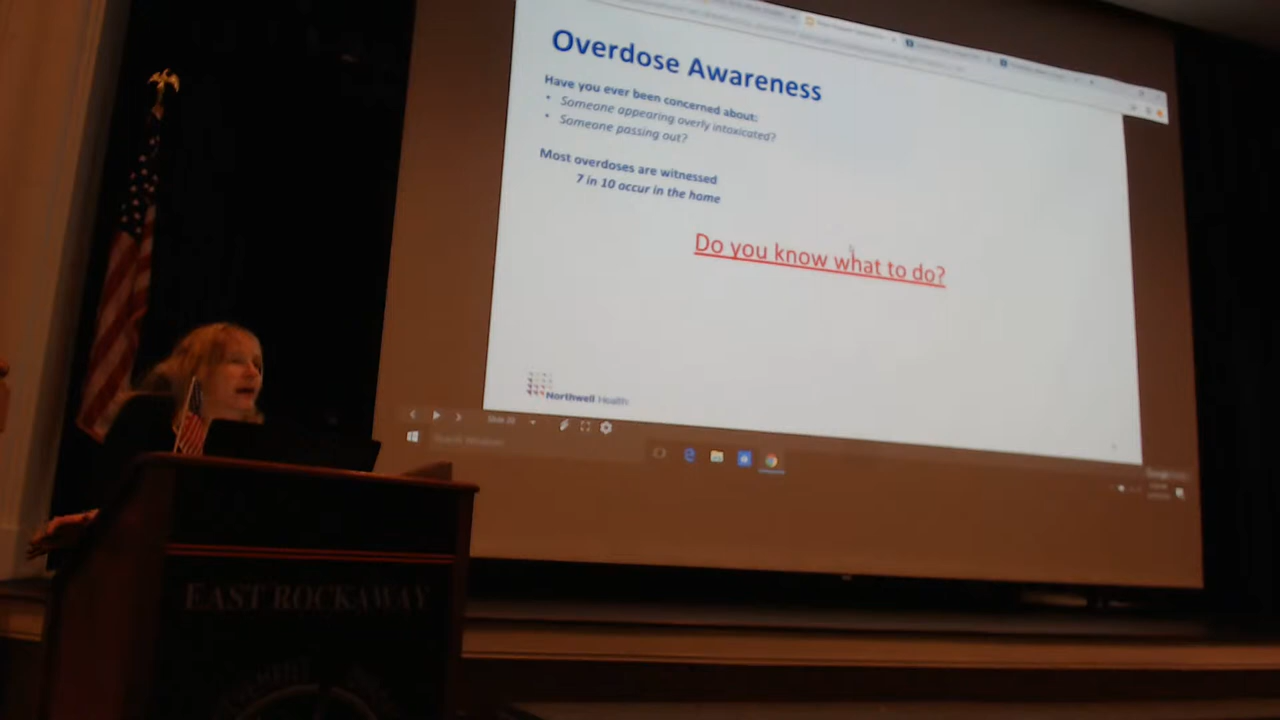 Overdose Awareness
Have you ever been concerned about:
• Someone appearing overly intoxicated?
• Someone passing out?
Most overdoses are witnessed
7 in 10 occur in the home
Do you know what to do?
Northwell Health
EAST ROCKAWAY